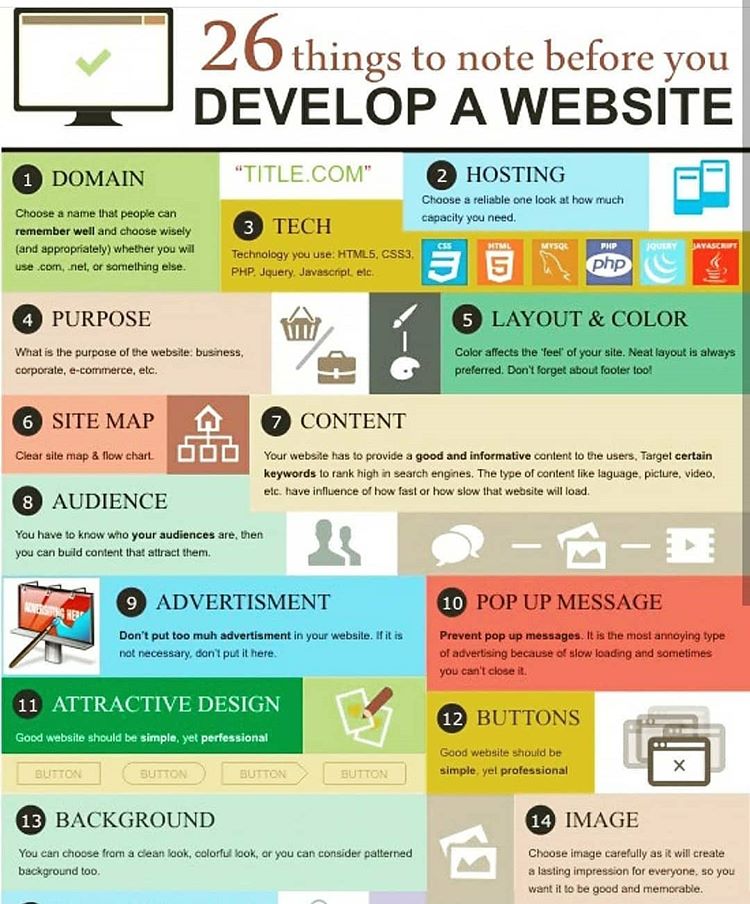 26 things to note before you
DEVELOP A WEBSITE
1 DOMAIN
Choose a name that people can
remember well and choose wisely
(and appropriately) whether you will
use .com, .net, or something else.
“TITLE.COM”
2 HOSTING
Choose a reliable one look at how much
capacity you need.
3 TECH
Technology you use: HTML5, CSS3,
PHP, Jquery, Javascript, etc.
CSS
3
HTML
5
MYSQL
PHP
php
JQUERY
JAVASCRIPT
4 PURPOSE
What is the purpose of the website: business,
corporate, e-commerce, etc.
5 LAYOUT & COLOR
Color affects the ‘feel’ of your site. Neat layout is always
preferred. Don’t forget about footer too!
6 SITE MAP
Clear site map & flow chart.
7 CONTENT
Your website has to provide a good and informative content to the users, Target certain
keywords to rank high in search engines. The type of content like laguage, picture, video,
etc. have influence of how fast or how slow that website will load.
8 AUDIENCE
You have to know who your audiences are, then
you can build content that attract them.
ADVERTISING HERE
9 ADVERTISMENT
Don’t put too muh advertisment in your website. If it is
not necessary, don’t put it here.
10 POP UP MESSAGE
Prevent pop up messages. It is the most annoying type
of advertising because of slow loading and sometimes
you can’t close it.
11 ATTRACTIVE DESIGN
Good website should be simple, yet perfessional
BUTTON BUTTON BUTTON BUTTON
12 BUTTONS
Good website should be
simple, yet professional
13 BACKGROUND
You can choose from a clean look, colorful look, or you can consider patterned
background too.
14 IMAGE
Choose image carefully as it will create
a lasting impression for everyone, so you
want it to be good and memorable.